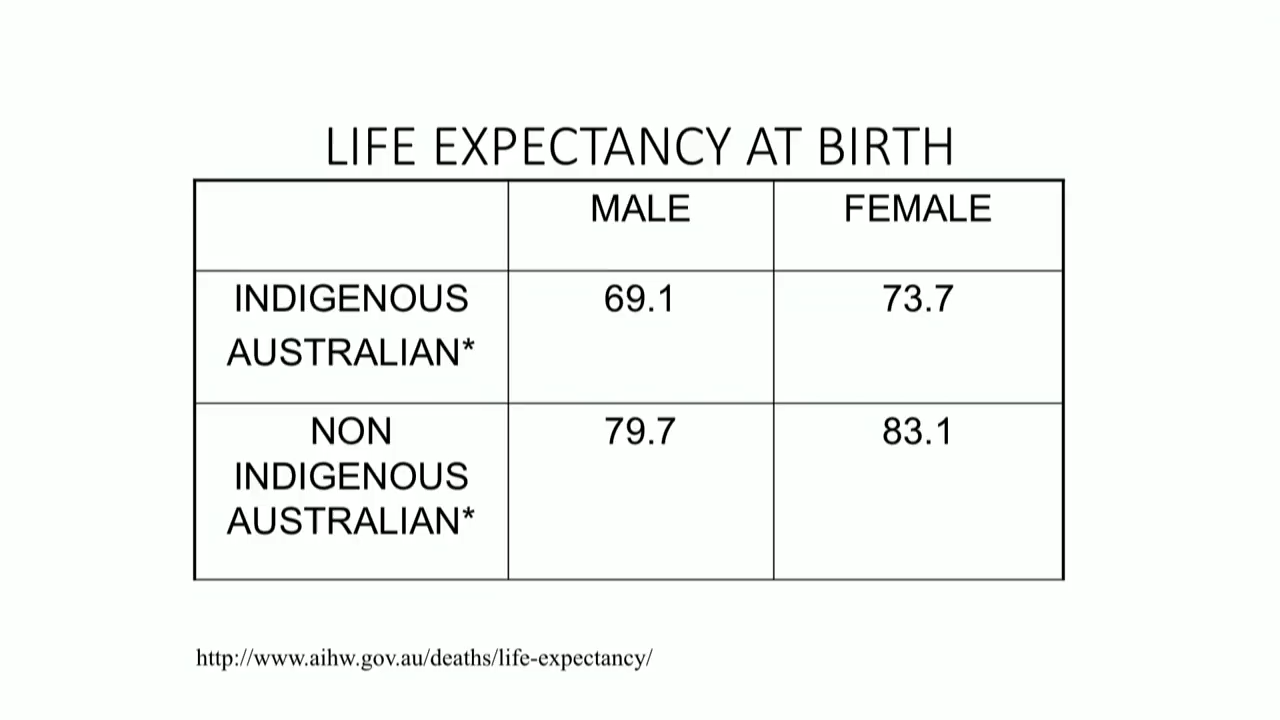 LIFE EXPECTANCY AT BIRTH
MALE FEMALE
INDIGENOUS 69.1 73.7
AUSTRALIAN*
NON 79.7 83.1
INDIGENOUS
AUSTRALIAN*
http://www.aihw.gov.au/deaths/life-expectancy/